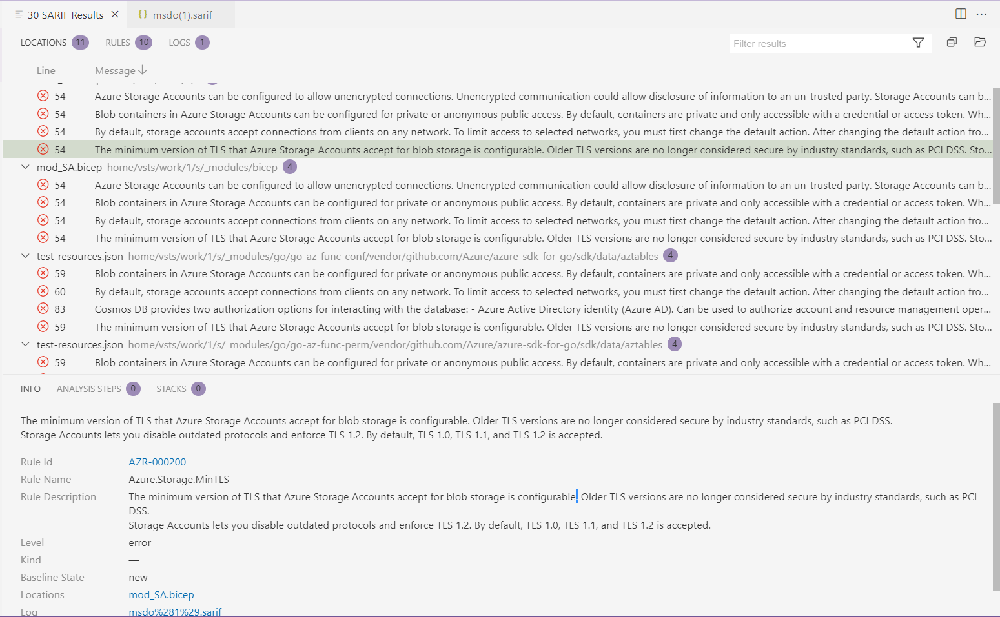 30 SARIF Results
{} msdo(1).sarif
LOCATIONS 11 RULES 10 LOGS 1
Filter results
Line Message
54 Azure Storage Accounts can be configured to allow unencrypted connections. Unencrypted communication could allow disclosure of information to an un-trusted party. Storage Accounts can b...
54 Blob containers in Azure Storage Accounts can be configured for private or anonymous public access. By default, containers are private and only accessible with a credential or access token. Wh...
54 By default, storage accounts accept connections from clients on any network. To limit access to selected networks, you must first change the default action. After changing the default action fro...
54 The minimum version of TLS that Azure Storage Accounts accept for blob storage is configurable. Older TLS versions are no longer considered secure by industry standards, such as PCI DSS. Sto...
mod_SA.bicep home/vsts/work/1/s/_modules/bicep 4
54 Azure Storage Accounts can be configured to allow unencrypted connections. Unencrypted communication could allow disclosure of information to an un-trusted party. Storage Accounts can b...
54 Blob containers in Azure Storage Accounts can be configured for private or anonymous public access. By default, containers are private and only accessible with a credential or access token. Wh...
54 By default, storage accounts accept connections from clients on any network. To limit access to selected networks, you must first change the default action. After changing the default action fro...
54 The minimum version of TLS that Azure Storage Accounts accept for blob storage is configurable. Older TLS versions are no longer considered secure by industry standards, such as PCI DSS. Sto...
test-resources.json home/vsts/work/1/s/_modules/go/go-az-func-conf/vendor/github.com/Azure/azure-sdk-for-go/sdk/data/aztables 4
59 Blob containers in Azure Storage Accounts can be configured for private or anonymous public access. By default, containers are private and only accessible with a credential or access token. Wh...
60 By default, storage accounts accept connections from clients on any network. To limit access to selected networks, you must first change the default action. After changing the default action fro...
83 Cosmos DB provides two authorization options for interacting with the database: - Azure Active Directory identity (Azure AD). Can be used to authorize account and resource management oper...
59 The minimum version of TLS that Azure Storage Accounts accept for blob storage is configurable. Older TLS versions are no longer considered secure by industry standards, such as PCI DSS. Sto...
test-resources.json home/vsts/work/1/s/_modules/go/go-az-func-perm/vendor/github.com/Azure/azure-sdk-for-go/sdk/data/aztables 4
59 Blob containers in Azure Storage Accounts can be configured for private or anonymous public access. By default, containers are private and only accessible with a credential or access token. Wh...
INFO ANALYSIS STEPS 0 STACKS 0
The minimum version of TLS that Azure Storage Accounts accept for blob storage is configurable. Older TLS versions are no longer considered secure by industry standards, such as PCI DSS.
Storage Accounts lets you disable outdated protocols and enforce TLS 1.2. By default, TLS 1.0, TLS 1.1, and TLS 1.2 is accepted.
Rule Id AZR-000200
Rule Name Azure.Storage.MinTLS
Rule Description The minimum version of TLS that Azure Storage Accounts accept for blob storage is configurable. Older TLS versions are no longer considered secure by industry standards, such as PCI
DSS.
Storage Accounts lets you disable outdated protocols and enforce TLS 1.2. By default, TLS 1.0, TLS 1.1, and TLS 1.2 is accepted.
Level error
Kind —
Baseline State new
Locations mod_SA.bicep
Log msdo%281%29.sarif